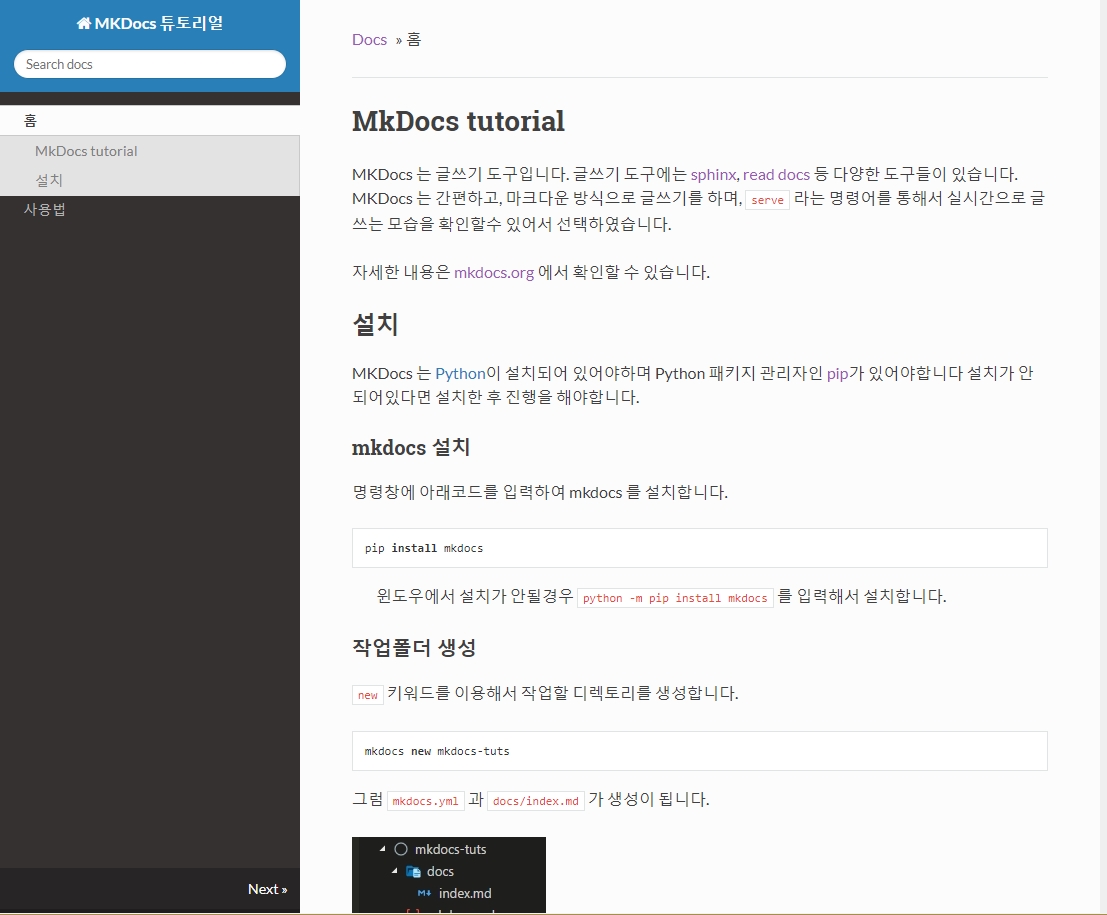 MKDocs 튜토리얼
Search docs
홈
MkDocs tutorial
설치
사용법
Next »
Docs » 홈
MkDocs tutorial
MKDocs 는 글쓰기 도구입니다. 글쓰기 도구에는 sphinx, read docs 등 다양한 도구들이 있습니다.
MKDocs 는 간편하고, 마크다운 방식으로 글쓰기를 하며, serve 라는 명령어를 통해서 실시간으로 글
쓰는 모습을 확인할수 있어서 선택하였습니다.
자세한 내용은 mkdocs.org 에서 확인할 수 있습니다.
설치
MKDocs 는 Python이 설치되어 있어야하며 Python 패키지 관리자인 pip가 있어야합니다 설치가 안
되어있다면 설치한 후 진행을 해야합니다.
mkdocs 설치
명령창에 아래코드를 입력하여 mkdocs 를 설치합니다.
pip install mkdocs
윈도우에서 설치가 안될경우 python -m pip install mkdocs 를 입력해서 설치합니다.
작업폴더 생성
new 키워드를 이용해서 작업할 디렉토리를 생성합니다.
mkdocs new mkdocs-tuts
그럼 mkdocs.yml 과 docs/index.md 가 생성이 됩니다.
mkdocs-tuts
docs
index.md